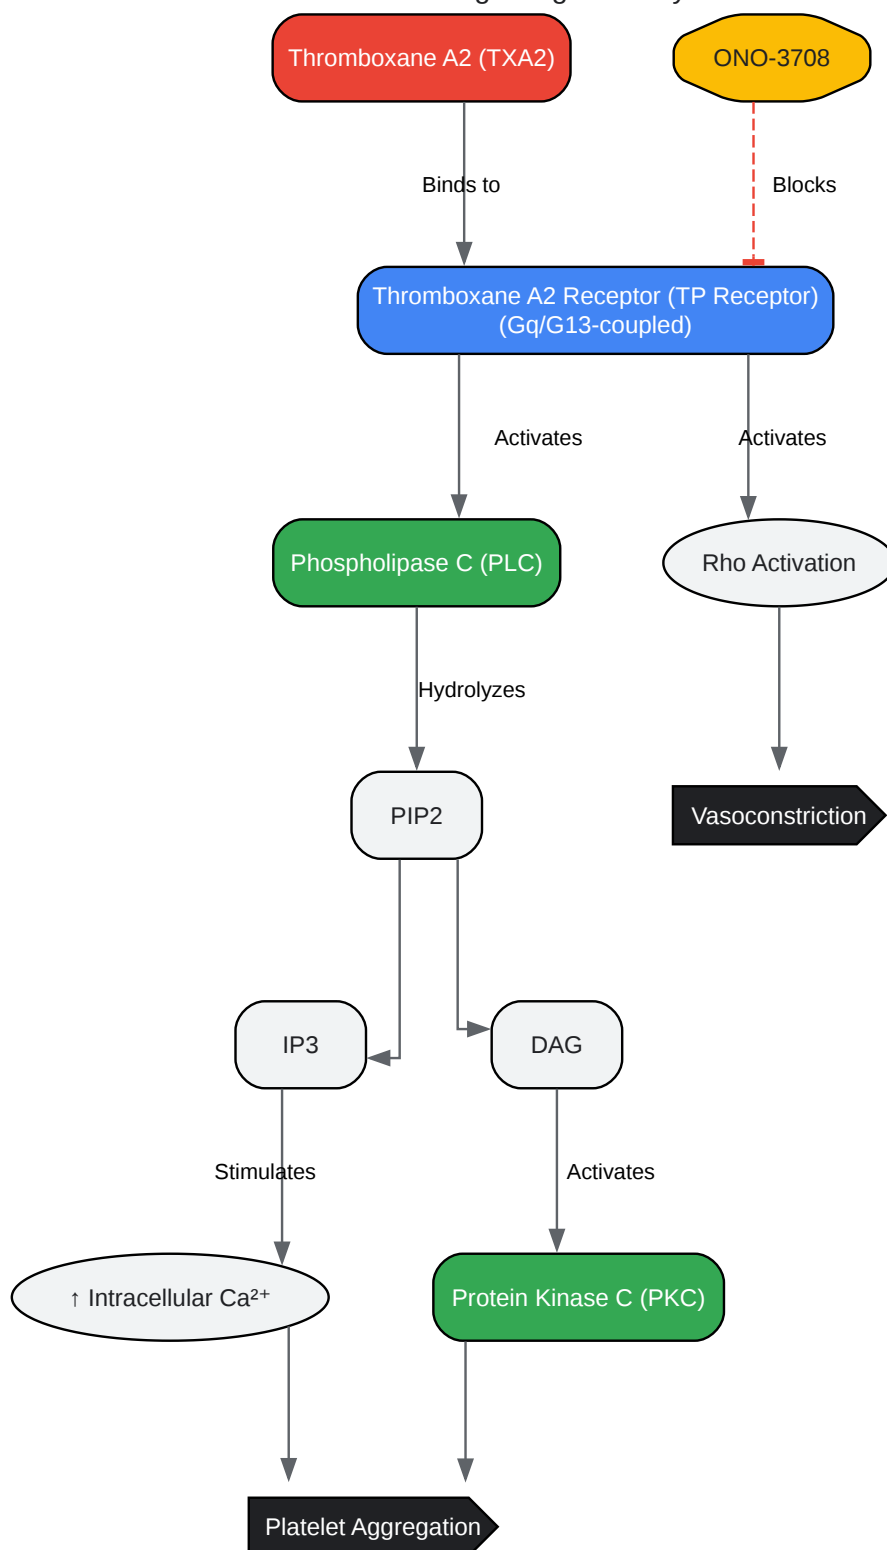 Thromboxane A2 (TXA2)
ONO-3708
Binds to
Blocks
Thromboxane A2 Receptor (TP Receptor)
(Gq/G13-coupled)
Activates
Activates
Phospholipase C (PLC)
Rho Activation
Hydrolyzes
PIP2
Vasoconstriction
IP3
DAG
Stimulates
Activates
↑ Intracellular Ca²⁺
Protein Kinase C (PKC)
Platelet Aggregation